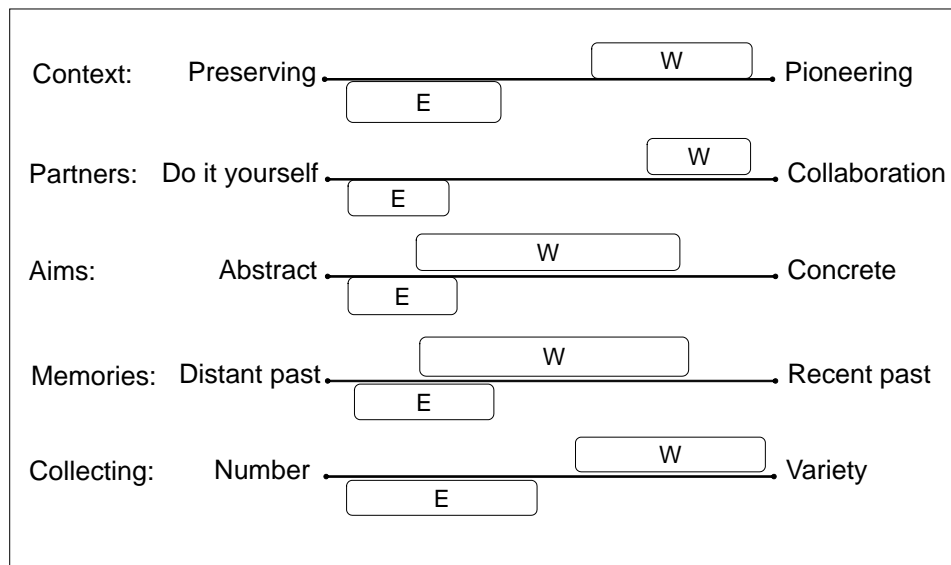 W
Context: Preserving Pioneering
E
W
Partners: Do it yourself Collaboration
E
W
Aims: Abstract Concrete
E
W
Memories: Distant past Recent past
E
W
Collecting: Number Variety
E